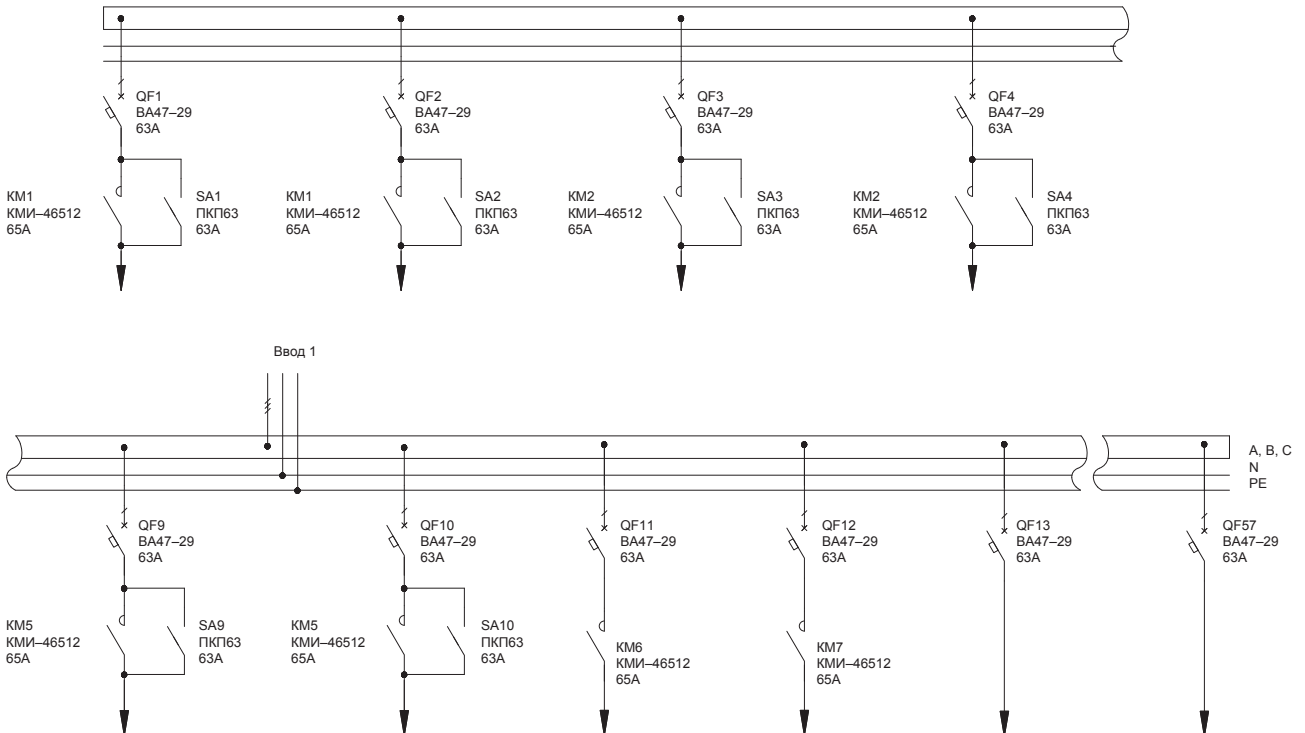 QF1
ВА47–29
63А
QF2
ВА47–29
63А
QF3
ВА47–29
63А
QF4
ВА47–29
63А
КМ1
КМИ–46512
65А
SA1
ПКП63
63А
КМ1
КМИ–46512
65А
SA2
ПКП63
63А
КМ2
КМИ–46512
65А
SA3
ПКП63
63А
КМ2
КМИ–46512
65А
SA4
ПКП63
63А
Ввод 1
A, B, C
N
PE
QF9
ВА47–29
63А
QF10
ВА47–29
63А
QF11
ВА47–29
63А
QF12
ВА47–29
63А
QF13
ВА47–29
63А
QF57
ВА47–29
63А
КМ5
КМИ–46512
65А
SA9
ПКП63
63А
КМ5
КМИ–46512
65А
SA10
ПКП63
63А
КМ6
КМИ–46512
65А
КМ7
КМИ–46512
65А